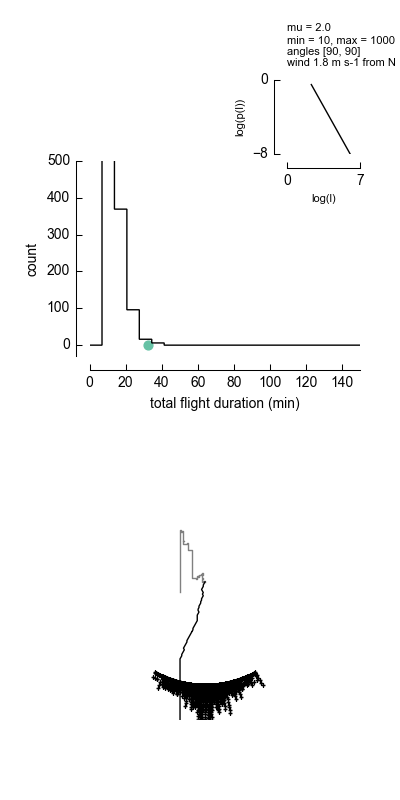 mu = 2.0
min = 10, max = 1000
angles [90, 90]
wind 1.8 m s-1 from N
0
−8
log(p(l))
0 7
log(l)
500
400
300
200
100
0
count
0 20 40 60 80 100 120 140
total flight duration (min)